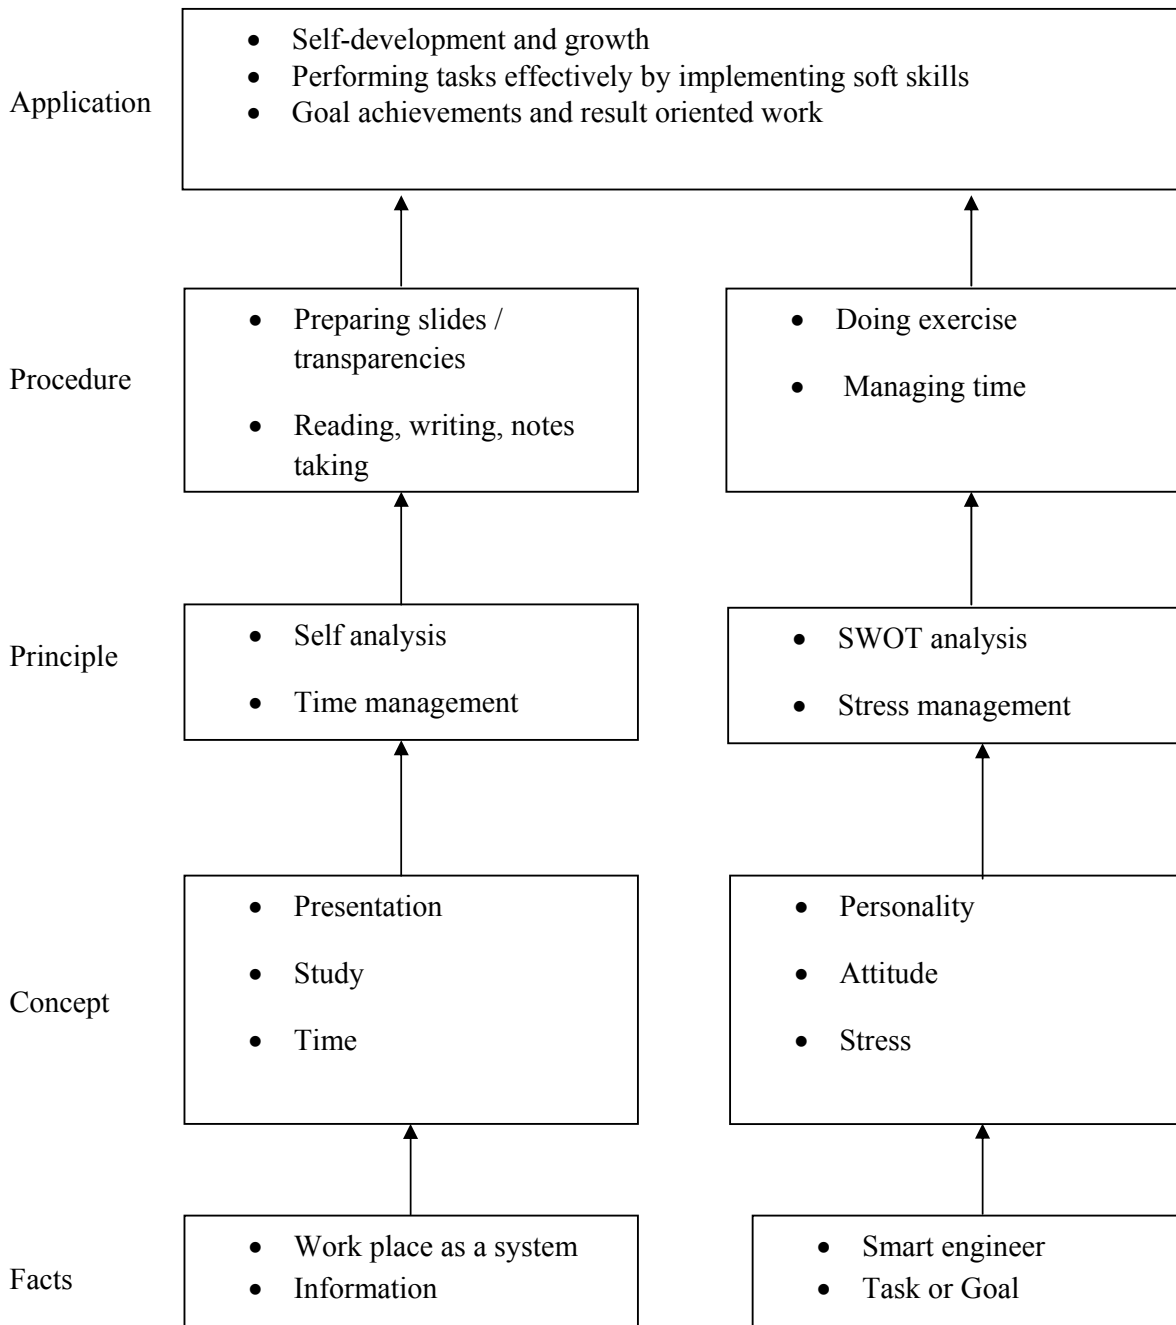 Application
• Self-development and growth
• Performing tasks effectively by implementing soft skills
• Goal achievements and result oriented work
Procedure
• Preparing slides /
transparencies
• Reading, writing, notes
taking
• Doing exercise
• Managing time
Principle
• Self analysis
• Time management
• SWOT analysis
• Stress management
Concept
• Presentation
• Study
• Time
• Personality
• Attitude
• Stress
Facts
• Work place as a system
• Information
• Smart engineer
• Task or Goal